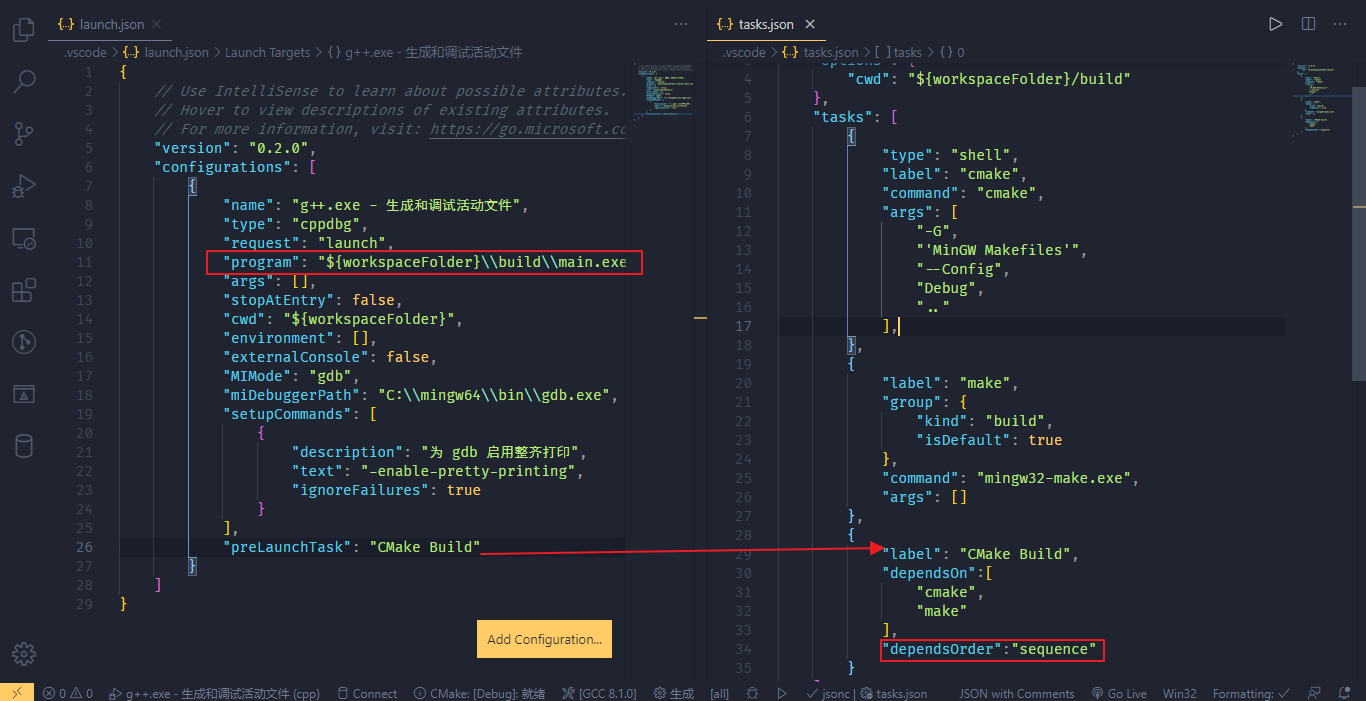 launch.json
.vscode > launch.json > Launch Targets > { } g++.exe - 生成和调试活动文件
1 {
2 // Use IntelliSense to learn about possible attributes.
3 // Hover to view descriptions of existing attributes.
4 // For more information, visit: https://go.microsoft.co
5 "version": "0.2.0",
6 "configurations": [
7 {
8 "name": "g++.exe - 生成和调试活动文件",
9 "type": "cppdbg",
10 "request": "launch",
11 "program": "${workspaceFolder}\\build\\main.exe
12 "args": [],
13 "stopAtEntry": false,
14 "cwd": "${workspaceFolder}",
15 "environment": [],
16 "externalConsole": false,
17 "MIMode": "gdb",
18 "miDebuggerPath": "C:\\mingw64\\bin\\gdb.exe",
19 "setupCommands": [
20 {
21 "description": "为 gdb 启用整齐打印",
22 "text": "-enable-pretty-printing",
23 "ignoreFailures": true
24 }
25 ],
26 "preLaunchTask": "CMake Build"
27 }
28 ]
29 }
Add Configuration...
tasks.json
.vscode > tasks.json > [ ] tasks > { } 0
4 "cwd": "${workspaceFolder}/build"
5 },
6 "tasks": [
7 {
8 "type": "shell",
9 "label": "cmake",
10 "command": "cmake",
11 "args": [
12 "-G",
13 "'MinGW Makefiles'",
14 "--Config",
15 "Debug",
16 ".."
17 ],
18 },
19 {
20 "label": "make",
21 "group": {
22 "kind": "build",
23 "isDefault": true
24 },
25 "command": "mingw32-make.exe",
26 "args": []
27 },
28 {
29 "label": "CMake Build",
30 "dependsOn":[
31 "cmake",
32 "make"
33 ],
34 "dependsOrder":"sequence"
35 }
0 0 g++.exe - 生成和调试活动文件 (cpp) Connect CMake: [Debug]: 就绪 [GCC 8.1.0] 生成 [all] jsonc | tasks.json JSON with Comments Go Live Win32 Formatting: